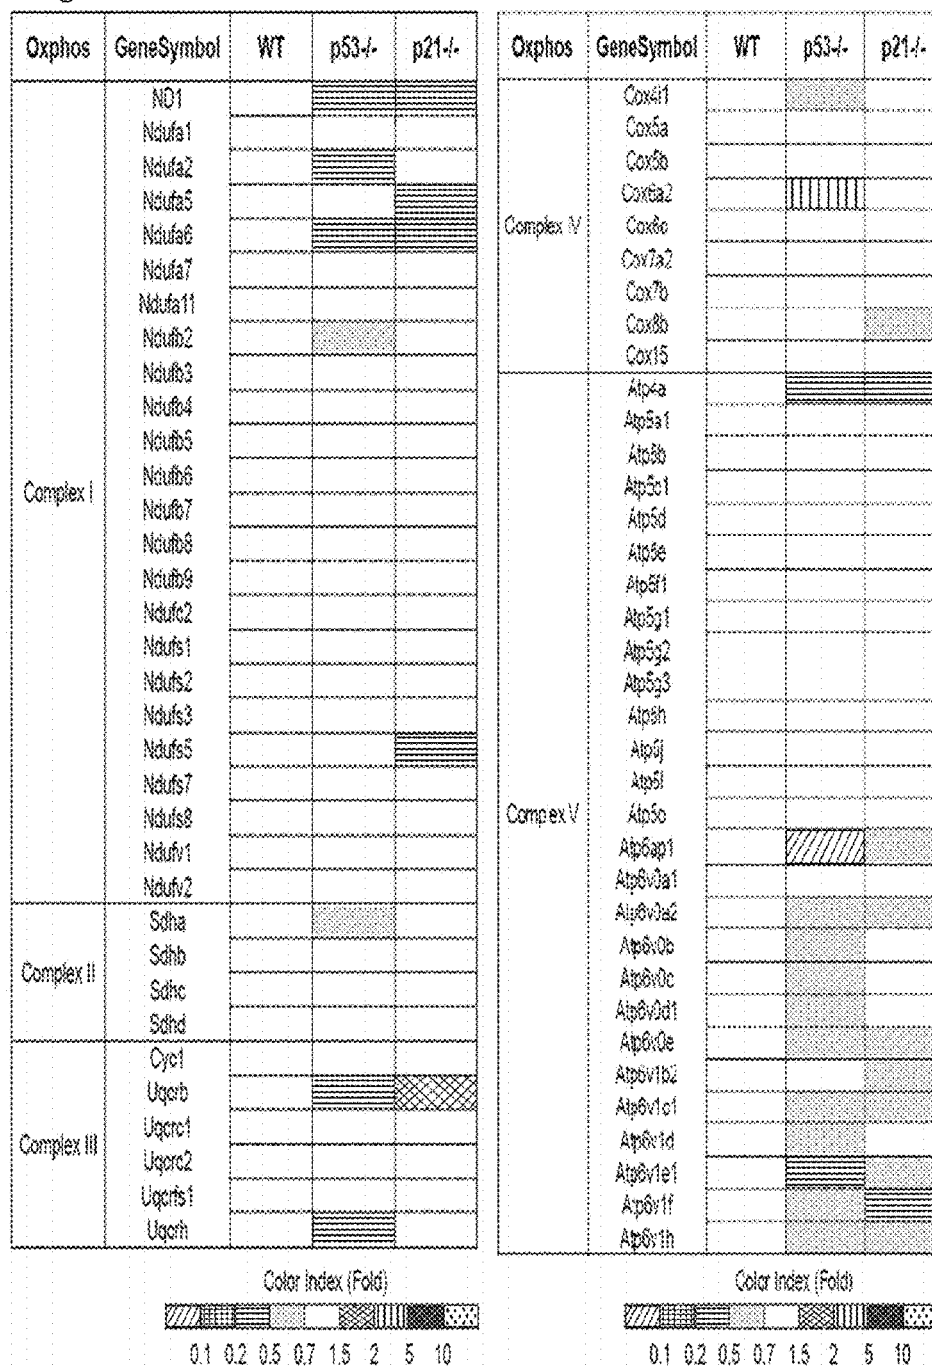 Oxphos GeneSymbol WT p53-/- p21-/-
Complex I
ND1
Ndufa1
Ndufa2
Ndufa5
Ndufa6
Ndufa7
Ndufa11
Ndufb2
Ndufb3
Ndufb4
Ndufb5
Ndufb6
Ndufb7
Ndufb8
Ndufb9
Ndufc2
Ndufs1
Ndufs2
Ndufs3
Ndufs5
Ndufs7
Ndufs8
Ndufv1
Ndufv2
Complex II
Sdha
Sdhb
Sdhc
Sdhd
Complex III
Cyc1
Uqcrb
Uqcrc1
Uqcrc2
Uqcrfs1
Uqcrh
Color Index (Fold)
0.1 0.2 0.5 0.7 1.5 2 5 10
Oxphos GeneSymbol WT p53-/- p21-/-
Complex IV
Cox4i1
Cox5a
Cox5b
Cox6a2
Cox6c
Cox7a2
Cox7b
Cox8b
Cox15
Complex V
Atp4a
Atp5a1
Atp5b
Atp5c1
Atp5d
Atp5e
Atp5f1
Atp5g1
Atp5g2
Atp5g3
Atp5h
Atp5j
Atp5l
Atp5o
Atp6ap1
Atp6v0a1
Atp6v0a2
Atp6v0b
Atp6v0c
Atp6v0d1
Atp6v0e
Atp6v1b2
Atp6v1c1
Atp6v1d
Atp6v1e1
Atp6v1f
Atp6v1h
Color Index (Fold)
0.1 0.2 0.5 0.7 1.5 2 5 10